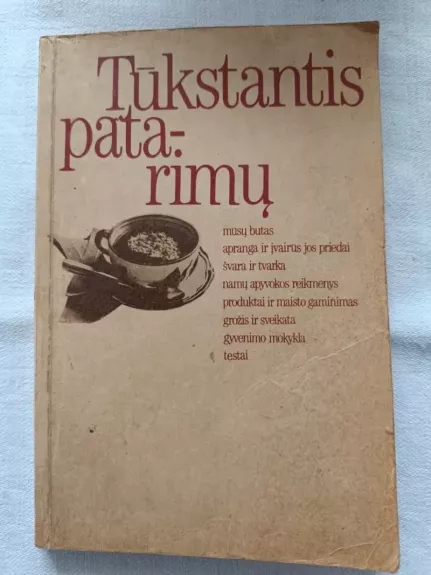 Tūkstantis
pata-
rimų
mūsų butas
apranga ir įvairūs jos priedai
švara ir tvarka
namų apyvokos reikmenys
produktai ir maisto gaminimas
grožis ir sveikata
gyvenimo mokykla
testai